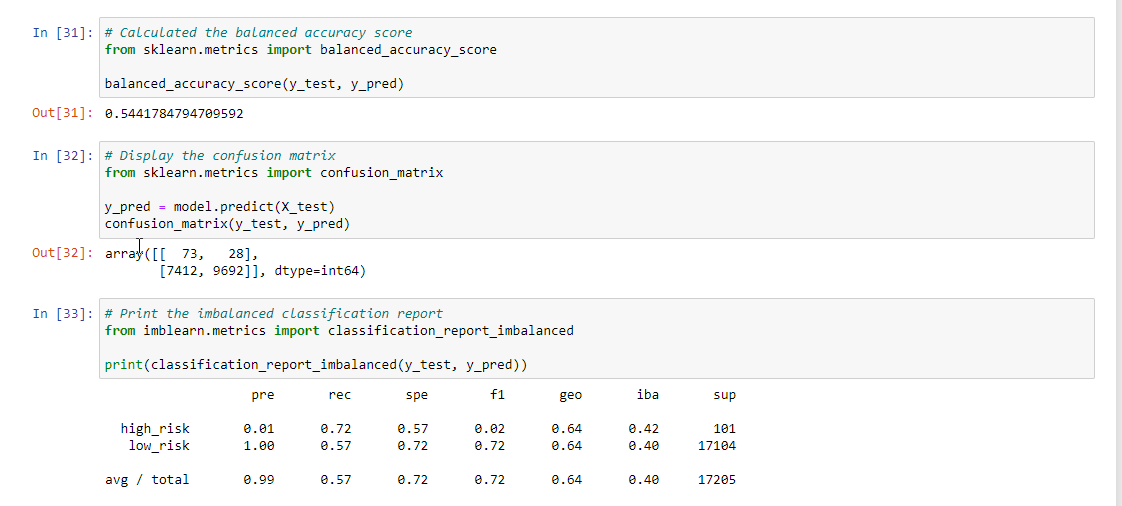 In [31]: # Calculated the balanced accuracy score
from sklearn.metrics import balanced_accuracy_score
balanced_accuracy_score(y_test, y_pred)
Out[31]: 0.5441784794709592
In [32]: # Display the confusion matrix
from sklearn.metrics import confusion_matrix
y_pred = model.predict(X_test)
confusion_matrix(y_test, y_pred)
Out[32]: array([[ 73, 28],
[7412, 9692]], dtype=int64)
In [33]: # Print the imbalanced classification report
from imblearn.metrics import classification_report_imbalanced
print(classification_report_imbalanced(y_test, y_pred))
pre rec spe f1 geo iba sup
high_risk 0.01 0.72 0.57 0.02 0.64 0.42 101
low_risk 1.00 0.57 0.72 0.72 0.64 0.40 17104
avg / total 0.99 0.57 0.72 0.72 0.64 0.40 17205